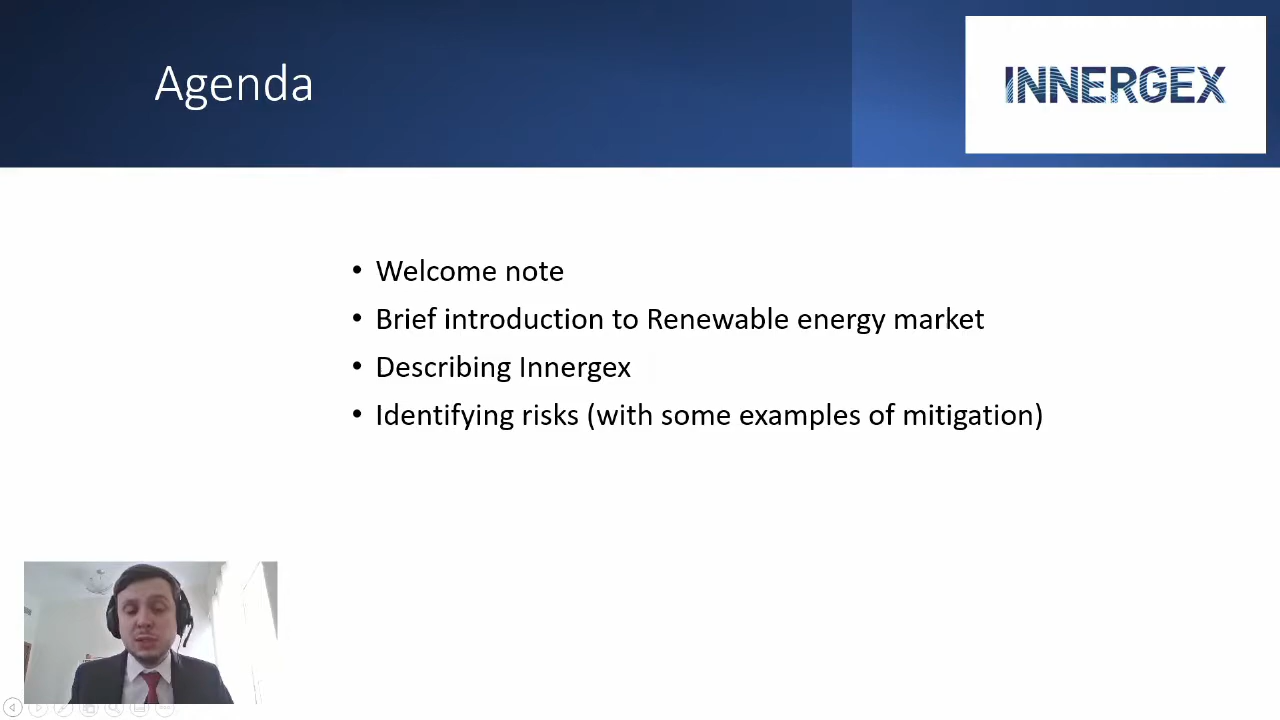 Agenda
INNERGEX
• Welcome note
• Brief introduction to Renewable energy market
• Describing Innergex
• Identifying risks (with some examples of mitigation)